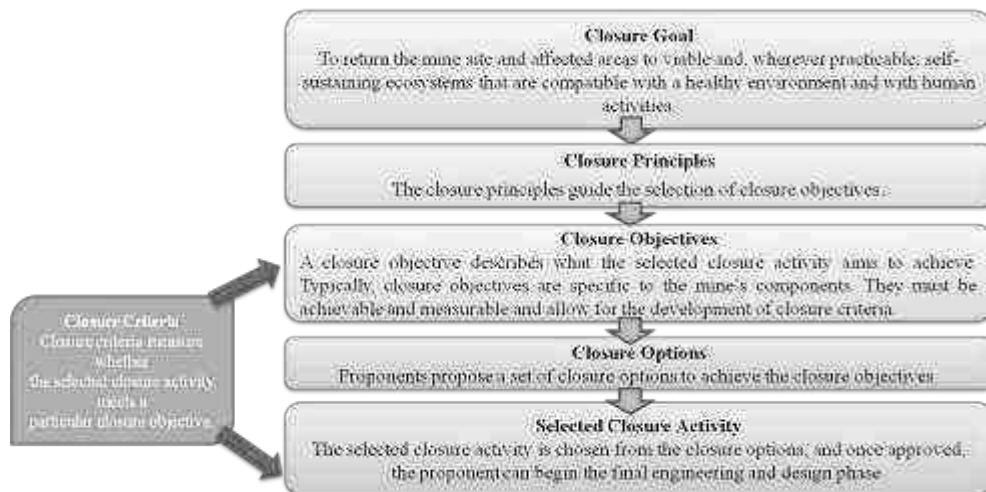 Closure Goal
To return the mine site and affected areas to viable and, wherever practicable, self-
sustaining ecosystems that are compatible with a healthy environment and with human
activities.
Closure Principles
The closure principles guide the selection of closure objectives.
Closure Objectives
A closure objective describes what the selected closure activity aims to achieve.
Typically, closure objectives are specific to the mine's components. They must be
achievable and measurable and allow for the development of closure criteria.
Closure Criteria
Closure criteria measure
whether
the selected closure activity
meets a
particular closure objective.
Closure Options
Proponents propose a set of closure options to achieve the closure objectives
Selected Closure Activity
The selected closure activity is chosen from the closure options, and once approved,
the proponent can begin the final engineering and design phase